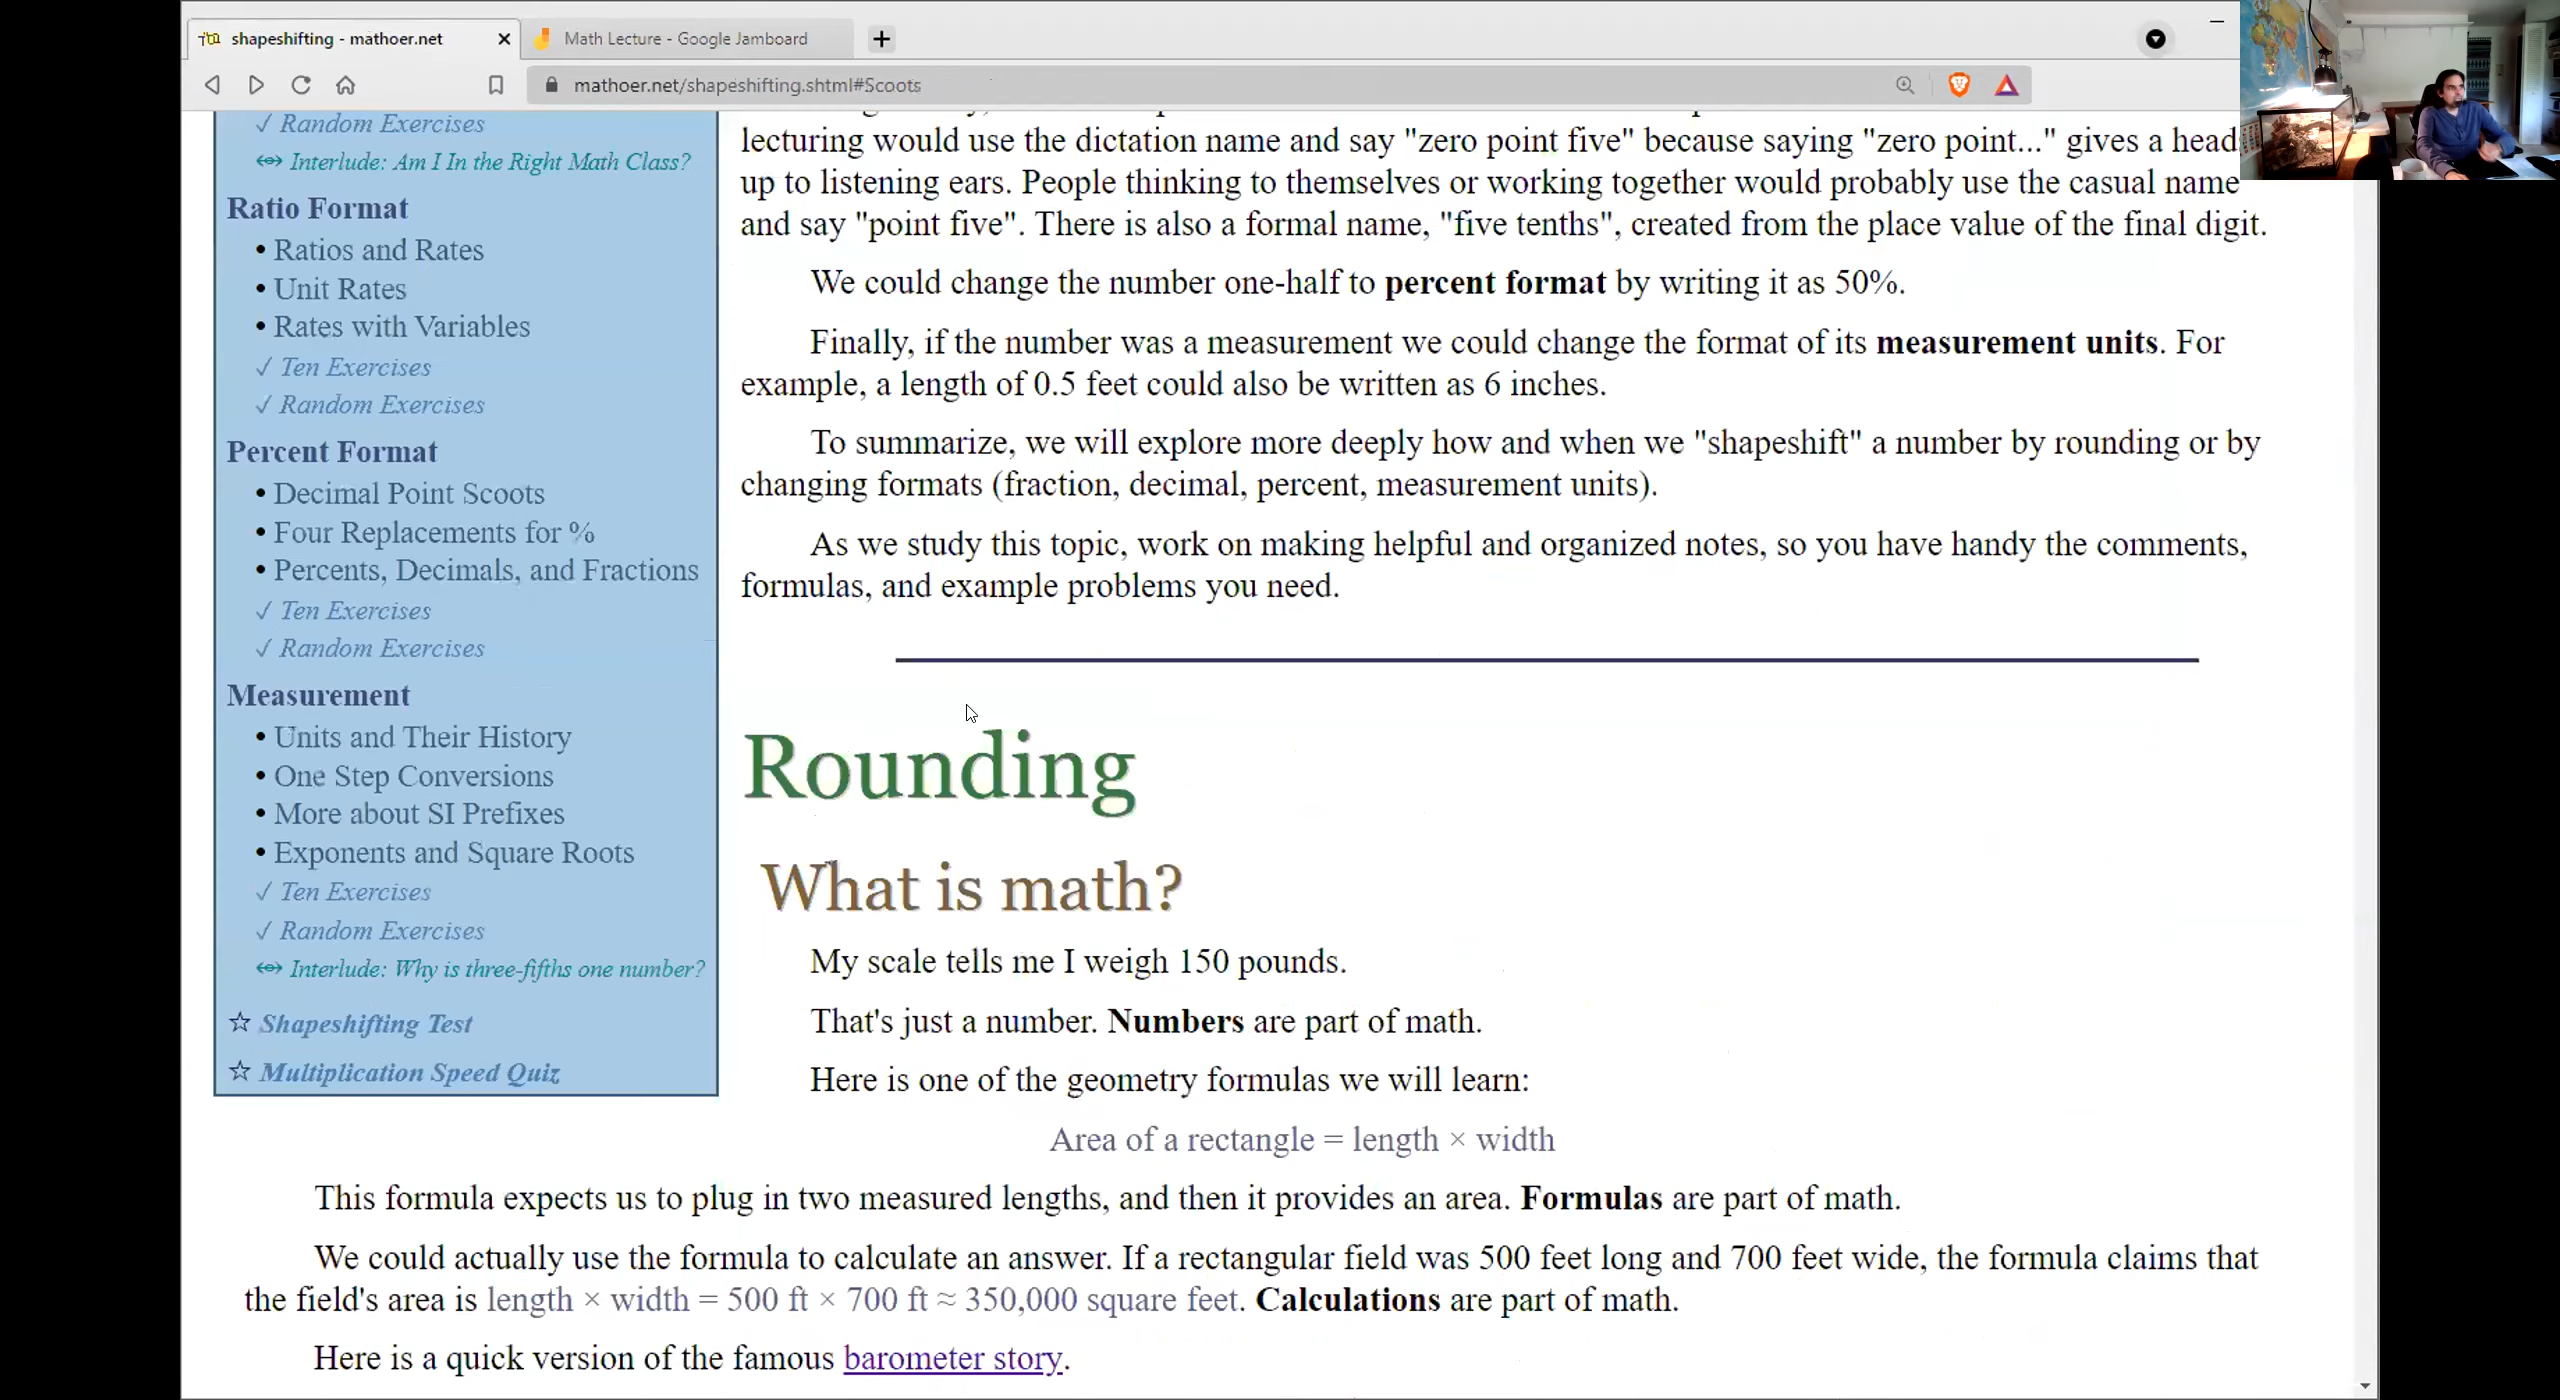 shapeshifting - mathoer.net
Math Lecture - Google Jamboard
mathoer.net/shapeshifting.shtml#Scoots
✓ Random Exercises
⇔ Interlude: Am I In the Right Math Class?
Ratio Format
• Ratios and Rates
• Unit Rates
• Rates with Variables
✓ Ten Exercises
✓ Random Exercises
Percent Format
• Decimal Point Scoots
• Four Replacements for %
• Percents, Decimals, and Fractions
✓ Ten Exercises
✓ Random Exercises
Measurement
• Units and Their History
• One Step Conversions
• More about SI Prefixes
• Exponents and Square Roots
✓ Ten Exercises
✓ Random Exercises
⇔ Interlude: Why is three-fifths one number?
☆ Shapeshifting Test
☆ Multiplication Speed Quiz
lecturing would use the dictation name and say "zero point five" because saying "zero point..." gives a heads
up to listening ears. People thinking to themselves or working together would probably use the casual name
and say "point five". There is also a formal name, "five tenths", created from the place value of the final digit.
We could change the number one-half to percent format by writing it as 50%.
Finally, if the number was a measurement we could change the format of its measurement units. For
example, a length of 0.5 feet could also be written as 6 inches.
To summarize, we will explore more deeply how and when we "shapeshift" a number by rounding or by
changing formats (fraction, decimal, percent, measurement units).
As we study this topic, work on making helpful and organized notes, so you have handy the comments,
formulas, and example problems you need.
Rounding
What is math?
My scale tells me I weigh 150 pounds.
That's just a number. Numbers are part of math.
Here is one of the geometry formulas we will learn:
Area of a rectangle = length × width
This formula expects us to plug in two measured lengths, and then it provides an area. Formulas are part of math.
We could actually use the formula to calculate an answer. If a rectangular field was 500 feet long and 700 feet wide, the formula claims that
the field's area is length × width = 500 ft × 700 ft ≈ 350,000 square feet. Calculations are part of math.
Here is a quick version of the famous barometer story.